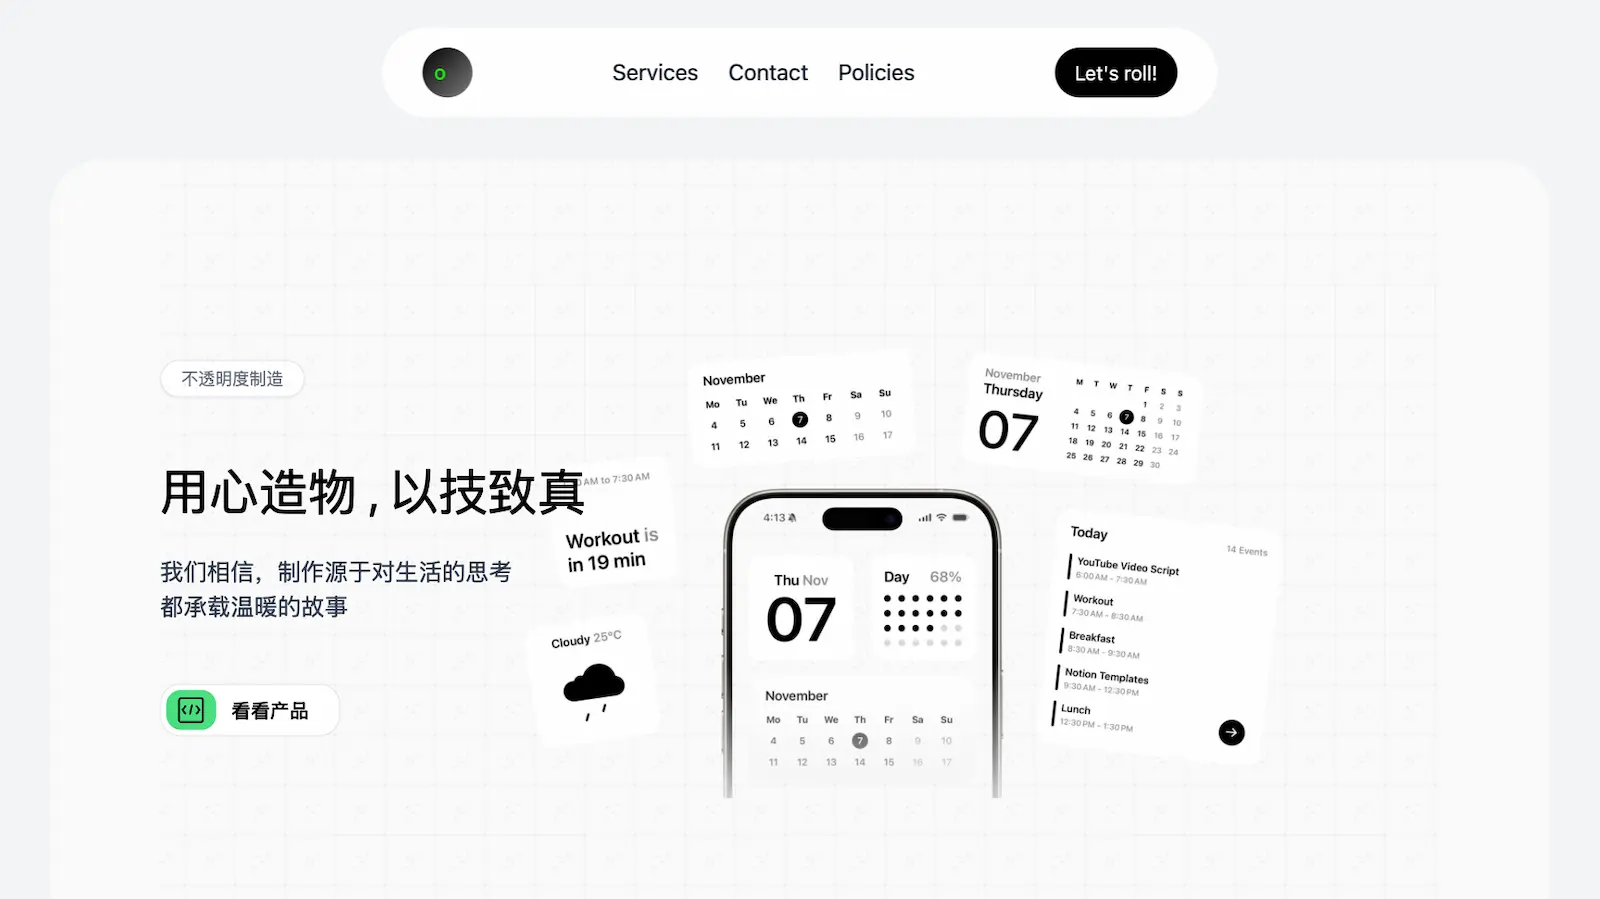 o
Services
Contact
Policies
Let's roll!
不透明度制造
用心造物 , 以技致真
我们相信，制作源于对生活的思考
都承载温暖的故事
看看产品
November
Mo Tu We Th Fr Sa Su
4 5 6 7 8 9 10
11 12 13 14 15 16 17
November
Thursday
07
M T W T F S S
1 2 3
4 5 6 7 8 9 10
11 12 13 14 15 16 17
18 19 20 21 22 23 24
25 26 27 28 29 30
AM to 7:30 AM
Workout is
in 19 min
Cloudy 25°C
4:13
Thu Nov
07
Day 68%
November
Mo Tu We Th Fr Sa Su
4 5 6 7 8 9 10
11 12 13 14 15 16 17
Today
14 Events
YouTube Video Script
6:00 AM - 7:30 AM
Workout
7:30 AM - 8:30 AM
Breakfast
8:30 AM - 9:30 AM
Notion Templates
9:30 AM - 12:30 PM
Lunch
12:30 PM - 1:30 PM